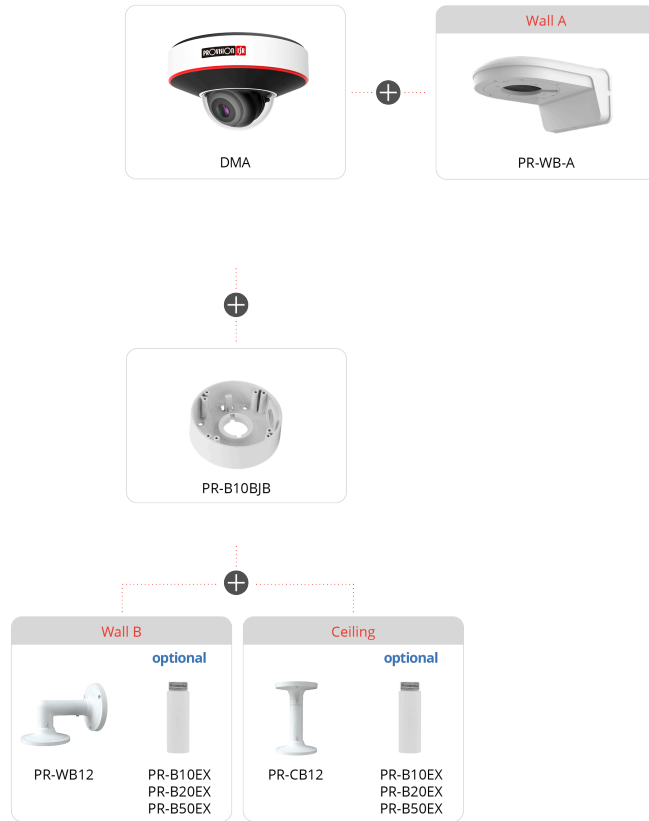 Wall A
PROVISION ISR
DMA
PR-WB-A
PR-B10BJB
Wall B
Ceiling
optional
optional
PR-WB12
PR-B10EX
PR-B20EX
PR-B50EX
PR-CB12
PR-B10EX
PR-B20EX
PR-B50EX